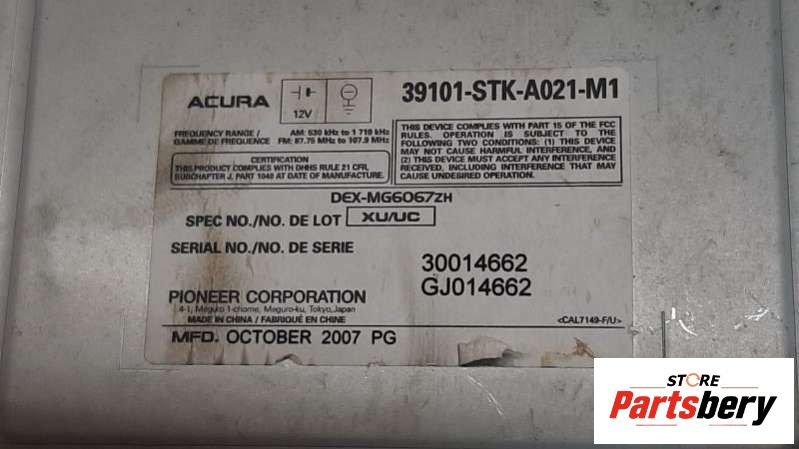 ACURA
12V
39101-STK-A021-M1
FREQUENCY RANGE / AM: 530 kHz to 1 710 kHz
GAMME DE FREQUENCE FM: 87.75 MHz to 107.9 MHz
THIS DEVICE COMPLIES WITH PART 15 OF THE FCC
RULES. OPERATION IS SUBJECT TO THE
FOLLOWING TWO CONDITIONS: (1) THIS DEVICE
MAY NOT CAUSE HARMFUL INTERFERENCE, AND
(2) THIS DEVICE MUST ACCEPT ANY INTERFERENCE
RECEIVED, INCLUDING INTERFERENCE THAT MAY
CAUSE UNDESIRED OPERATION.
CERTIFICATION
THIS PRODUCT COMPLIES WITH DHHS RULE 21 CFR,
SUBCHAPTER J, PART 1040 AT DATE OF MANUFACTURE.
DEX-MG6067ZH
SPEC NO./NO. DE LOT XU/UC
SERIAL NO./NO. DE SERIE
30014662
GJ014662
PIONEER CORPORATION
4-1, Meguro 1-chome, Meguro-ku, Tokyo, Japan
MADE IN CHINA / FABRIQUÉ EN CHINE
<CAL7149-F/U>
MFD. OCTOBER 2007 PG
STORE
Partsbery